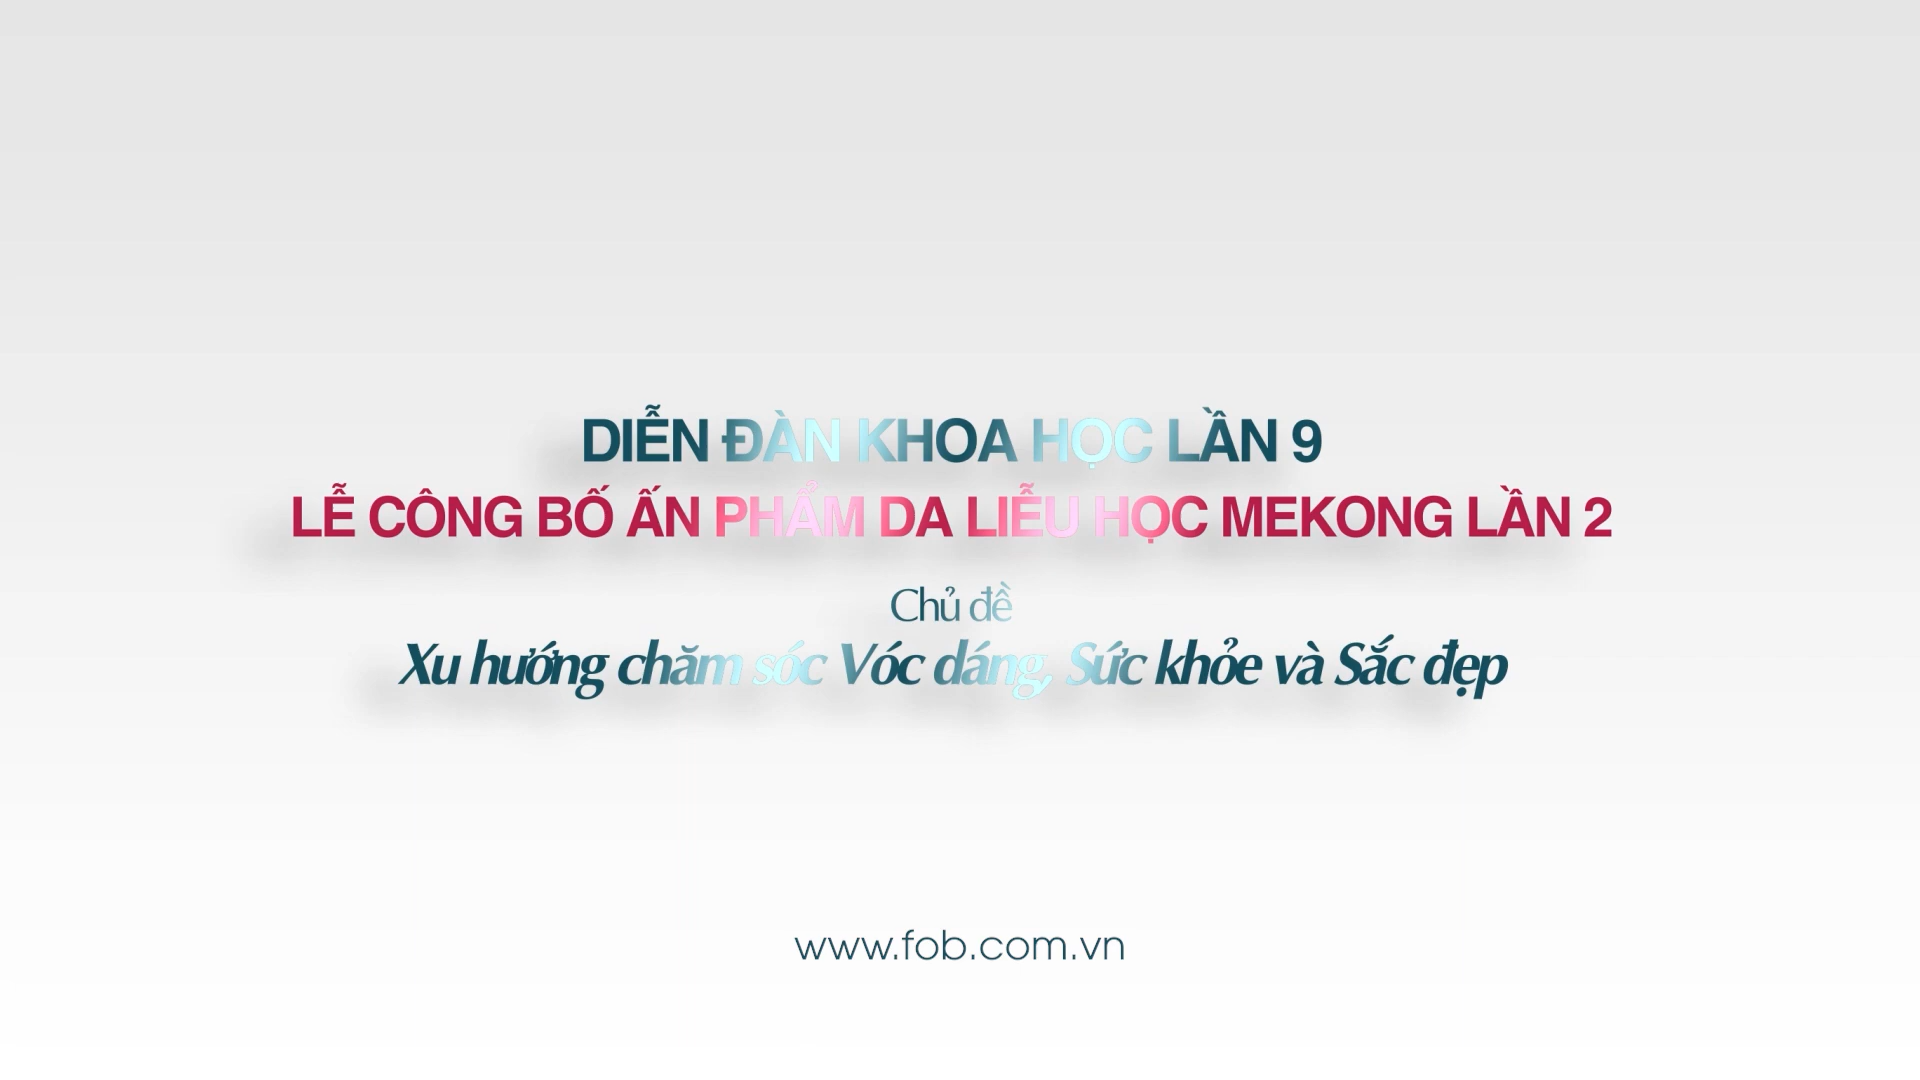 DIỄN ĐÀN KHOA HỌC LẦN 9
LỄ CÔNG BỐ ẤN PHẨM DA LIỄU HỌC MEKONG LẦN 2
Chủ đề
Xu hướng chăm sóc Vóc dáng, Sức khỏe và Sắc đẹp
www.fob.com.vn